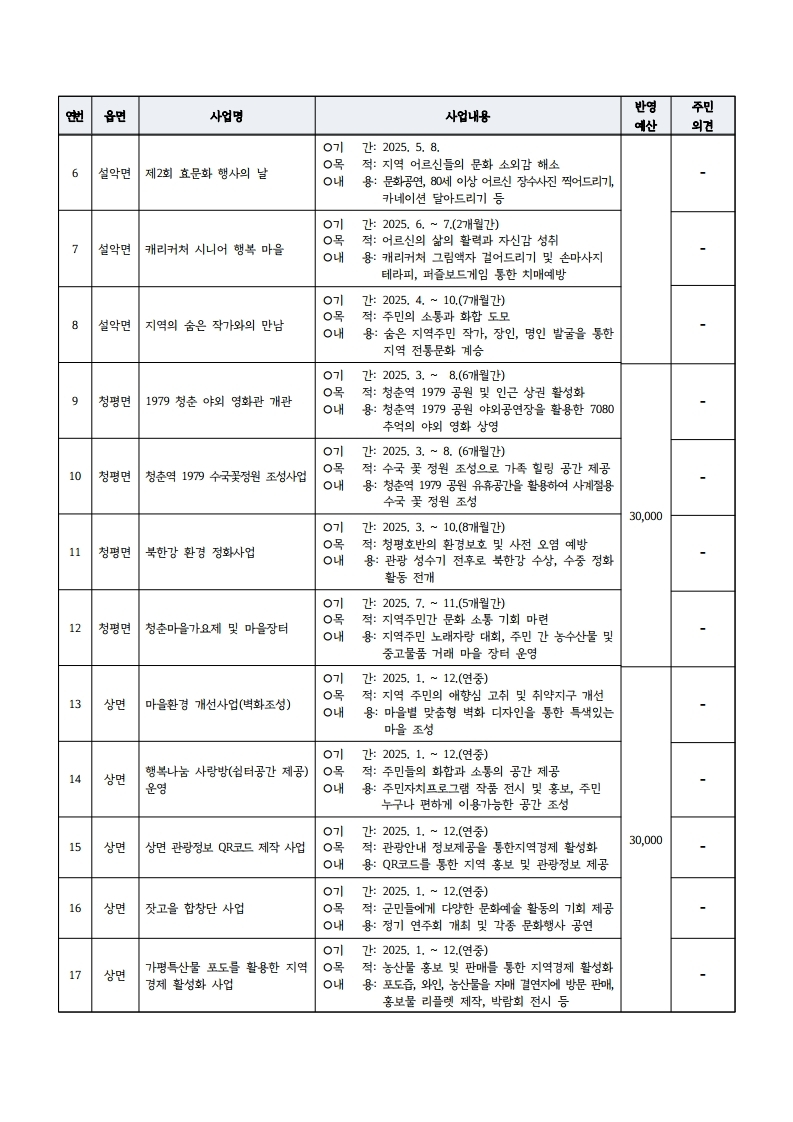 연번 읍면 사업명 사업내용 반영 예산 주민 의견
6 설악면 제2회 효문화 행사의 날
○기 간: 2025. 5. 8.
○목 적: 지역 어르신들의 문화 소외감 해소
○내 용: 문화공연, 80세 이상 어르신 장수사진 찍어드리기,
카네이션 달아드리기 등
-
7 설악면 캐리커처 시니어 행복 마을
○기 간: 2025. 6. ~ 7.(2개월간)
○목 적: 어르신의 삶의 활력과 자신감 성취
○내 용: 캐리커처 그림액자 걸어드리기 및 손마사지
테라피, 퍼즐보드게임 통한 치매예방
-
8 설악면 지역의 숨은 작가와의 만남
○기 간: 2025. 4. ~ 10.(7개월간)
○목 적: 주민의 소통과 화합 도모
○내 용: 숨은 지역주민 작가, 장인, 명인 발굴을 통한
지역 전통문화 계승
-
9 청평면 1979 청춘 야외 영화관 개관
○기 간: 2025. 3. ~ 8.(6개월간)
○목 적: 청춘역 1979 공원 및 인근 상권 활성화
○내 용: 청춘역 1979 공원 야외공연장을 활용한 7080
추억의 야외 영화 상영
-
10 청평면 청춘역 1979 수국꽃정원 조성사업
○기 간: 2025. 3. ~ 8. (6개월간)
○목 적: 수국 꽃 정원 조성으로 가족 힐링 공간 제공
○내 용: 청춘역 1979 공원 유휴공간을 활용하여 사계절용
수국 꽃 정원 조성
30,000
-
11 청평면 북한강 환경 정화사업
○기 간: 2025. 3. ~ 10.(8개월간)
○목 적: 청평호반의 환경보호 및 사전 오염 예방
○내 용: 관광 성수기 전후로 북한강 수상, 수중 정화
활동 전개
-
12 청평면 청춘마을가요제 및 마을장터
○기 간: 2025. 7. ~ 11.(5개월간)
○목 적: 지역주민간 문화 소통 기회 마련
○내 용: 지역주민 노래자랑 대회, 주민 간 농수산물 및
중고물품 거래 마을 장터 운영
-
13 상면 마을환경 개선사업(벽화조성)
○기 간: 2025. 1. ~ 12.(연중)
○목 적: 지역 주민의 애향심 고취 및 취약지구 개선
○내 용: 마을별 맞춤형 벽화 디자인을 통한 특색있는
마을 조성
-
14 상면 행복나눔 사랑방(쉼터공간 제공)
운영
○기 간: 2025. 1. ~ 12.(연중)
○목 적: 주민들의 화합과 소통의 공간 제공
○내 용: 주민자치프로그램 작품 전시 및 홍보, 주민
누구나 편하게 이용가능한 공간 조성
-
15 상면 상면 관광정보 QR코드 제작 사업
○기 간: 2025. 1. ~ 12.(연중)
○목 적: 관광안내 정보제공을 통한지역경제 활성화
○내 용: QR코드를 통한 지역 홍보 및 관광정보 제공
30,000
-
16 상면 잣고을 합창단 사업
○기 간: 2025. 1. ~ 12.(연중)
○목 적: 군민들에게 다양한 문화예술 활동의 기회 제공
○내 용: 정기 연주회 개최 및 각종 문화행사 공연
-
17 상면 가평특산물 포도를 활용한 지역
경제 활성화 사업
○기 간: 2025. 1. ~ 12.(연중)
○목 적: 농산물 홍보 및 판매를 통한 지역경제 활성화
○내 용: 포도즙, 와인, 농산물을 자매 결연지에 방문 판매,
홍보물 리플렛 제작, 박람회 전시 등
-